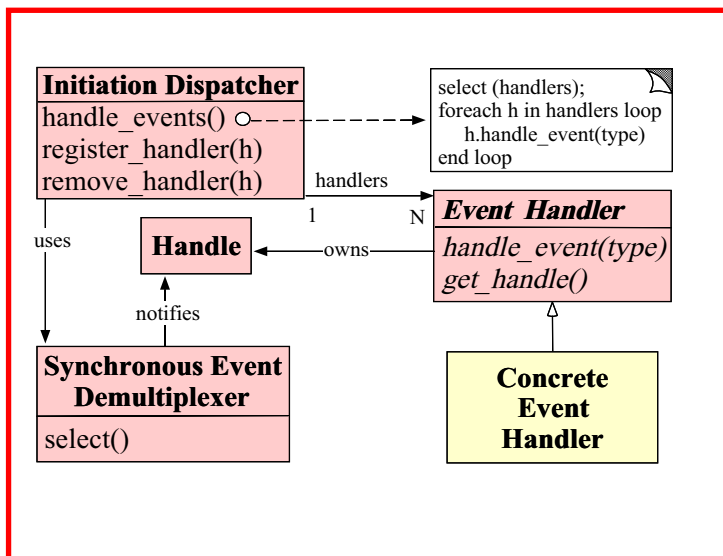 Initiation Dispatcher
handle_events()
register_handler(h)
remove_handler(h)
select (handlers);
foreach h in handlers loop
h.handle_event(type)
end loop
handlers
1
N
Event Handler
handle_event(type)
get_handle()
uses
Handle
owns
notifies
Synchronous Event
Demultiplexer
select()
Concrete
Event
Handler